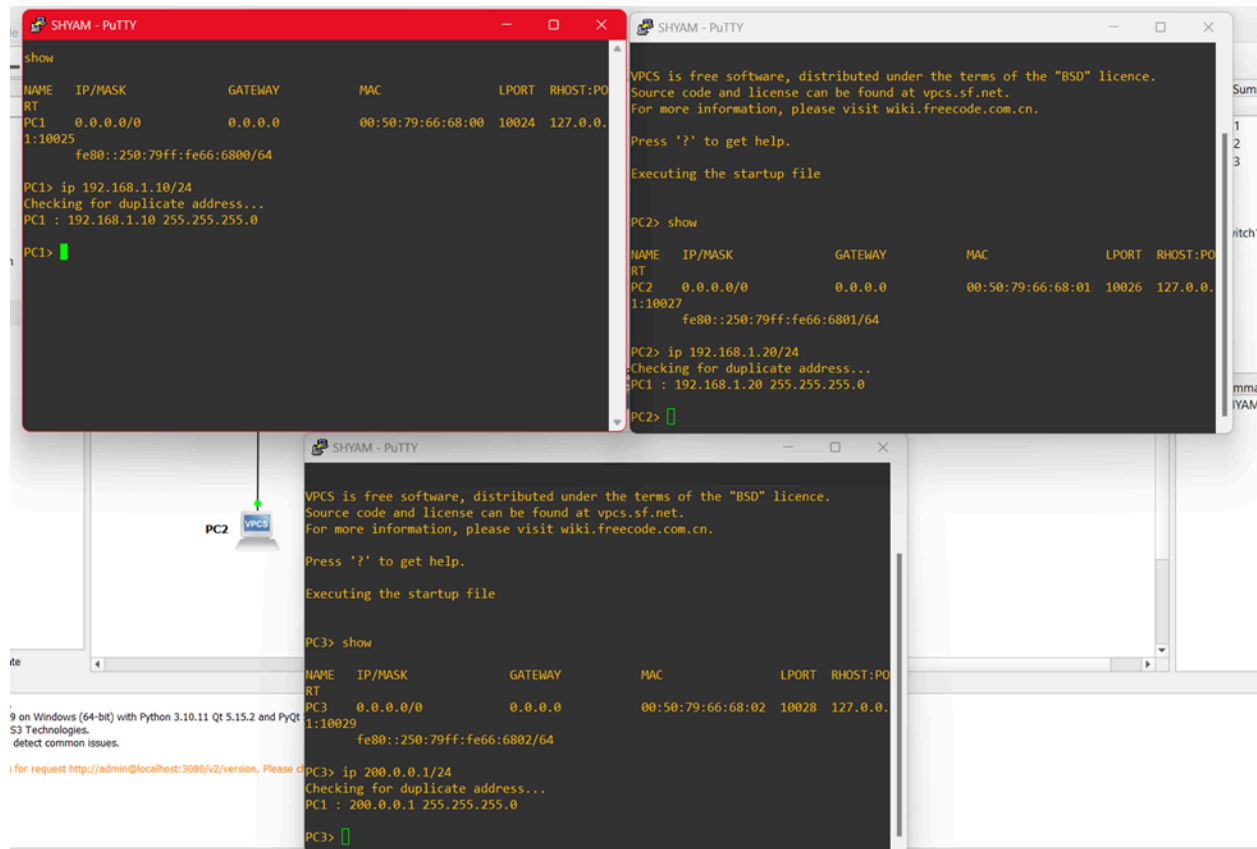 SHYAM - PuTTY
show
NAME IP/MASK GATEWAY MAC LPORT RHOST:PO
RT
PC1 0.0.0.0/0 0.0.0.0 00:50:79:66:68:00 10024 127.0.0.
1:10025
fe80::250:79ff:fe66:6800/64
PC1> ip 192.168.1.10/24
Checking for duplicate address...
PC1 : 192.168.1.10 255.255.255.0
PC1>
SHYAM - PuTTY
VPCS is free software, distributed under the terms of the "BSD" licence.
Source code and license can be found at vpcs.sf.net.
For more information, please visit wiki.freecode.com.cn.
Press '?' to get help.
Executing the startup file
PC2> show
NAME IP/MASK GATEWAY MAC LPORT RHOST:PO
RT
PC2 0.0.0.0/0 0.0.0.0 00:50:79:66:68:01 10026 127.0.0.
1:10027
fe80::250:79ff:fe66:6801/64
PC2> ip 192.168.1.20/24
Checking for duplicate address...
PC1 : 192.168.1.20 255.255.255.0
PC2>
Sum
1
2
3
witch
mma
HYAM
PC2 VPCS
SHYAM - PuTTY
VPCS is free software, distributed under the terms of the "BSD" licence.
Source code and license can be found at vpcs.sf.net.
For more information, please visit wiki.freecode.com.cn.
Press '?' to get help.
Executing the startup file
PC3> show
NAME IP/MASK GATEWAY MAC LPORT RHOST:PO
RT
PC3 0.0.0.0/0 0.0.0.0 00:50:79:66:68:02 10028 127.0.0.
1:10029
fe80::250:79ff:fe66:6802/64
PC3> ip 200.0.0.1/24
Checking for duplicate address...
PC1 : 200.0.0.1 255.255.255.0
PC3>
9 on Windows (64-bit) with Python 3.10.11 Qt 5.15.2 and PyQt
S3 Technologies.
detect common issues.
for request http://admin@localhost:3080/v2/version. Please